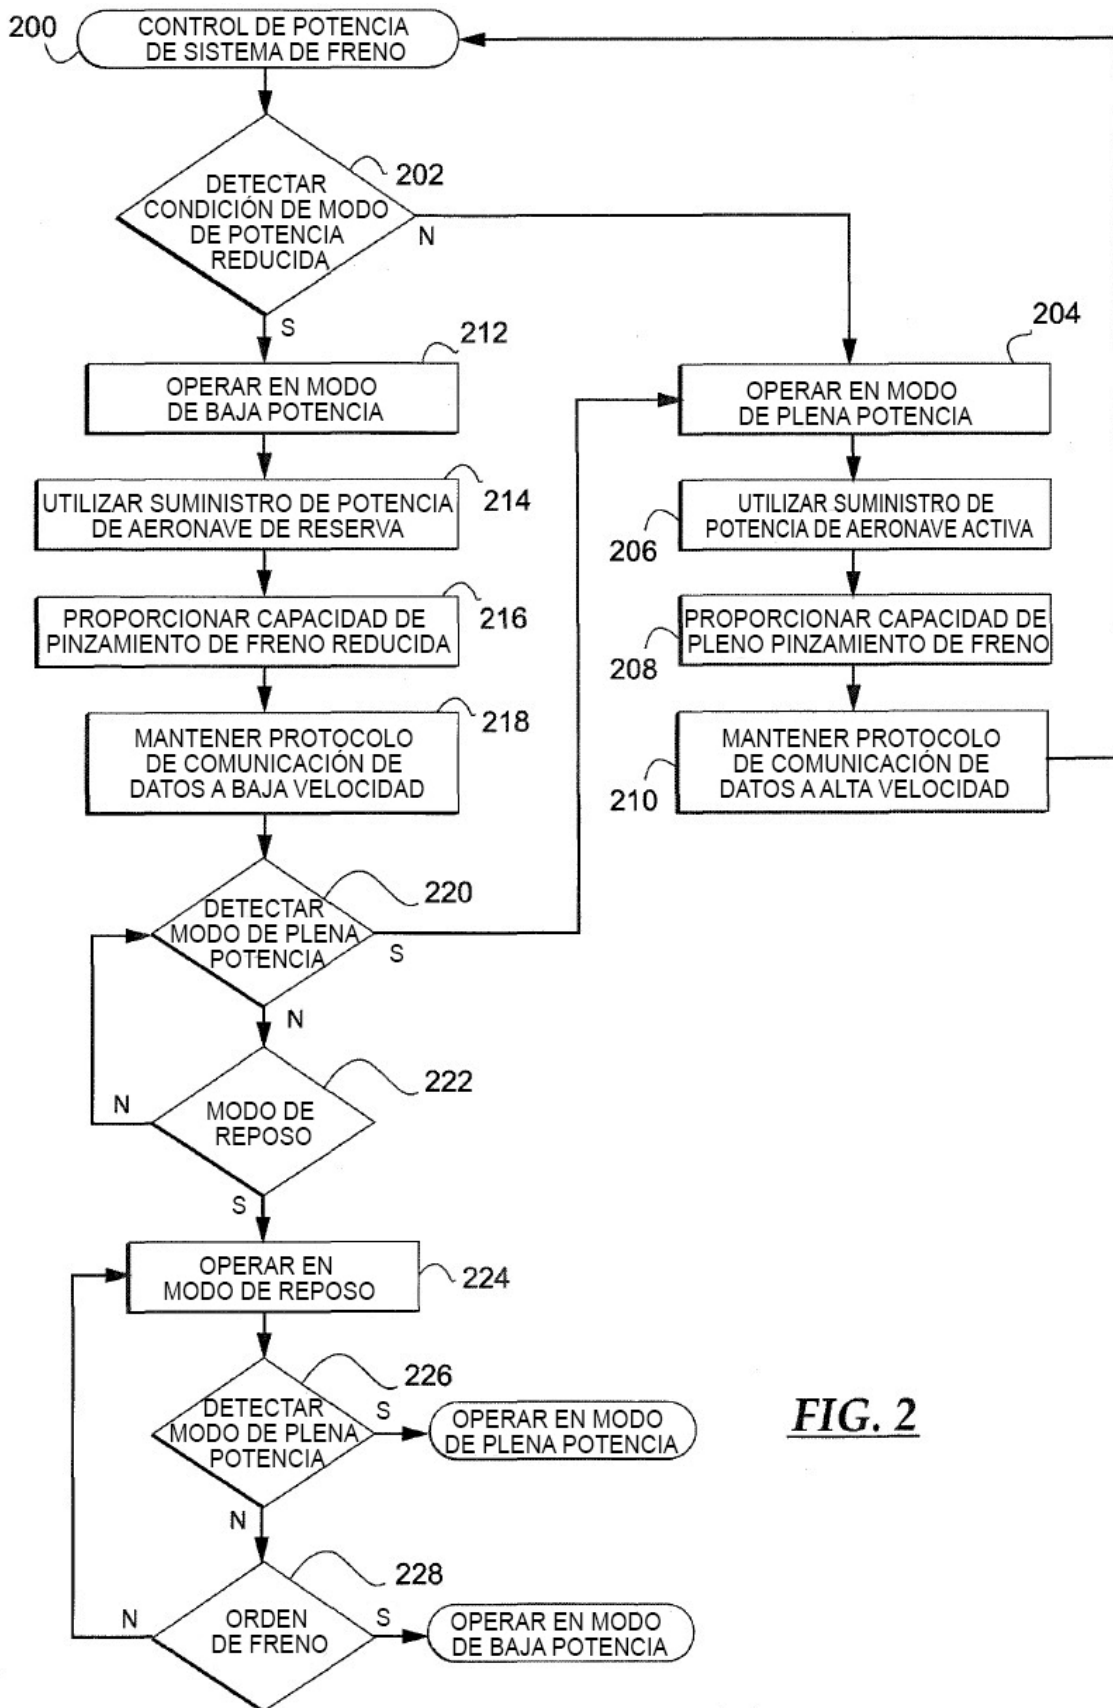 200
CONTROL DE POTENCIA
DE SISTEMA DE FRENO
202
DETECTAR
CONDICIÓN DE MODO
DE POTENCIA
REDUCIDA
N
S
212
OPERAR EN MODO
DE BAJA POTENCIA
204
OPERAR EN MODO
DE PLENA POTENCIA
214
UTILIZAR SUMINISTRO DE POTENCIA
DE AERONAVE DE RESERVA
206
UTILIZAR SUMINISTRO DE
POTENCIA DE AERONAVE ACTIVA
216
PROPORCIONAR CAPACIDAD DE
PINZAMIENTO DE FRENO REDUCIDA
208
PROPORCIONAR CAPACIDAD DE
PLENO PINZAMIENTO DE FRENO
218
MANTENER PROTOCOLO
DE COMUNICACIÓN DE
DATOS A BAJA VELOCIDAD
210
MANTENER PROTOCOLO
DE COMUNICACIÓN DE
DATOS A ALTA VELOCIDAD
220
DETECTAR
MODO DE PLENA
POTENCIA
S
N
222
MODO DE
REPOSO
N
S
224
OPERAR EN
MODO DE REPOSO
226
DETECTAR
MODO DE PLENA
POTENCIA
S
OPERAR EN MODO
DE PLENA POTENCIA
N
FIG. 2
228
ORDEN
DE FRENO
N
S
OPERAR EN MODO
DE BAJA POTENCIA